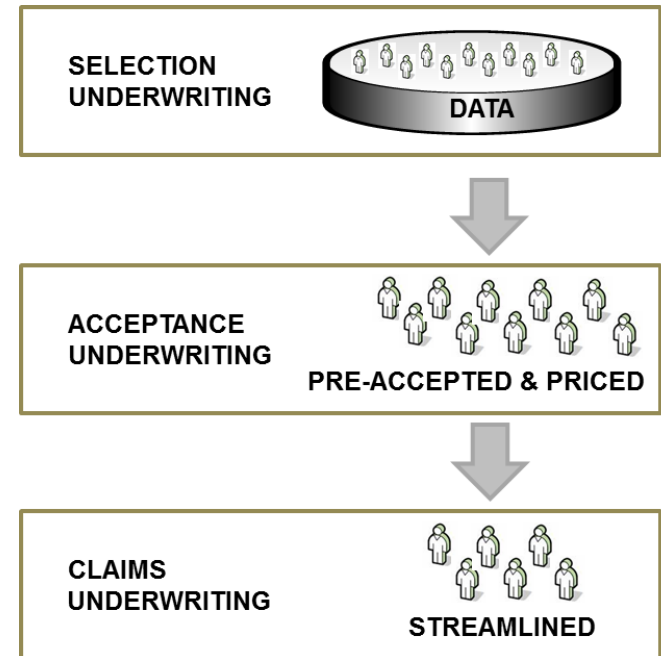 SELECTION
UNDERWRITING
DATA
ACCEPTANCE
UNDERWRITING
PRE-ACCEPTED & PRICED
CLAIMS
UNDERWRITING
STREAMLINED